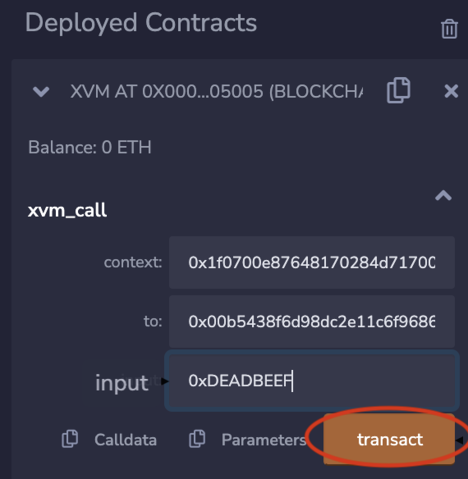 Deployed Contracts
XVM AT 0X000...05005 (BLOCKCHA
Balance: 0 ETH
xvm_call
context: 0x1f0700e87648170284d71700
to: 0x00b5438f6d98dc2e11c6f9686
input 0xDEADBEEF
Calldata Parameters transact